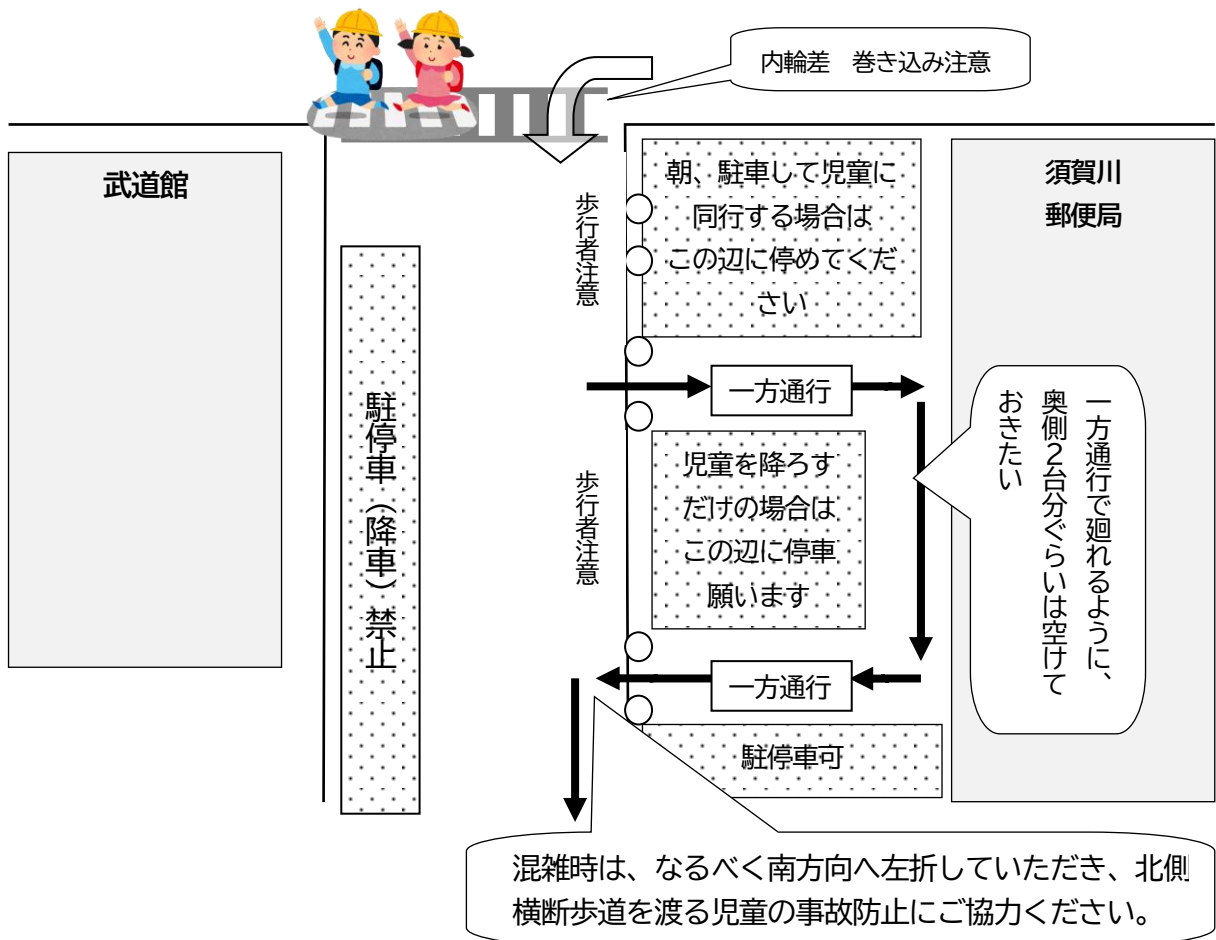 内輪差　巻き込み注意
武道館
朝、駐車して児童に
同行する場合は
この辺に停めてくだ
さい
須賀川
郵便局
歩行者注意
駐停車（降車）禁止
一方通行
一方通行で廻れるように、
奥側２台分ぐらいは空けて
おきたい
児童を降ろす
だけの場合は
この辺に停車
願います
歩行者注意
一方通行
駐停車可
混雑時は、なるべく南方向へ左折していただき、北側
横断歩道を渡る児童の事故防止にご協力ください。